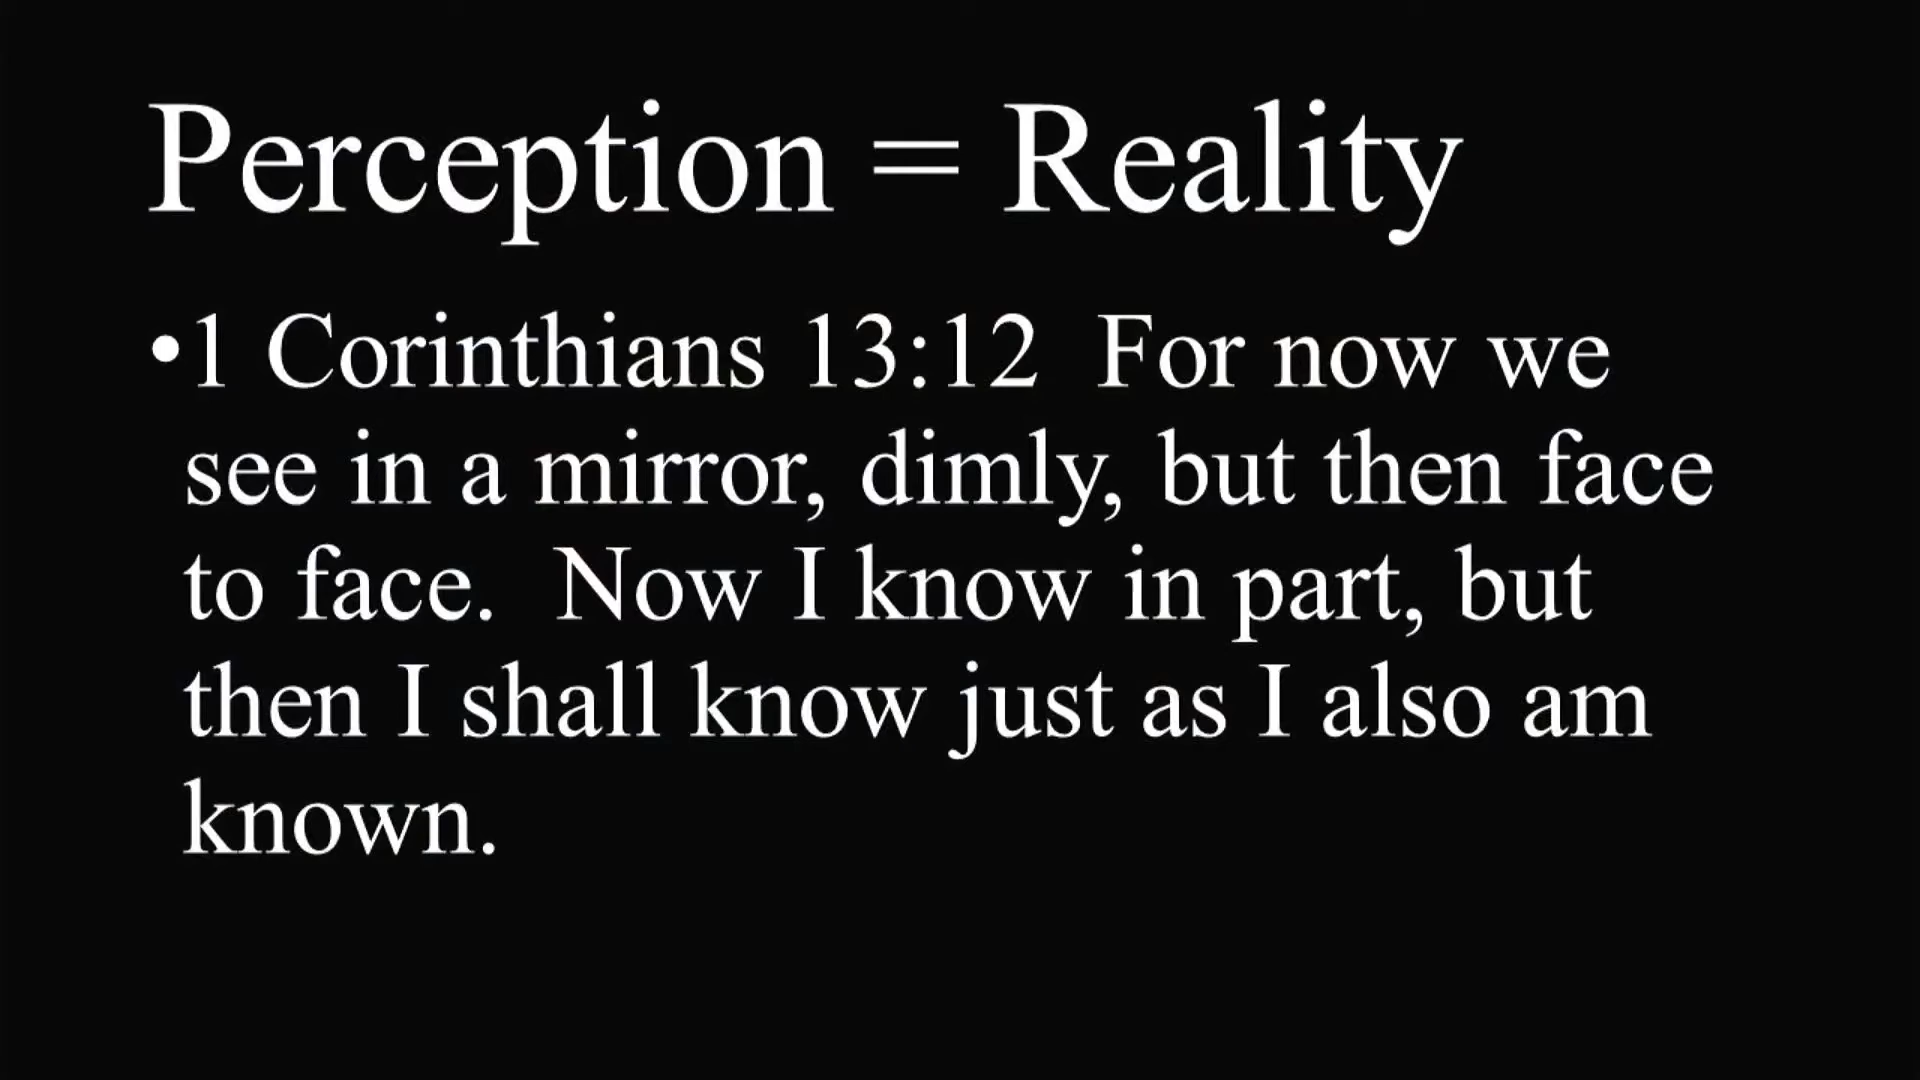 Perception = Reality
•1 Corinthians 13:12  For now we
see in a mirror, dimly, but then face
to face.  Now I know in part, but
then I shall know just as I also am
known.